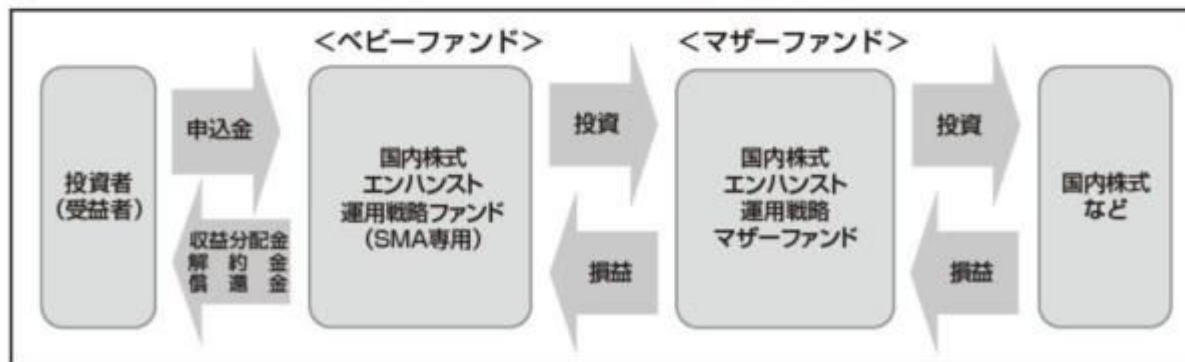 <ベビーファンド>
<マザーファンド>
投資者
(受益者)
申込金
収益分配金
解約金
償還金
国内株式
エンハンスト
運用戦略ファンド
(SMA専用)
投資
損益
国内株式
エンハンスト
運用戦略
マザーファンド
投資
損益
国内株式
など